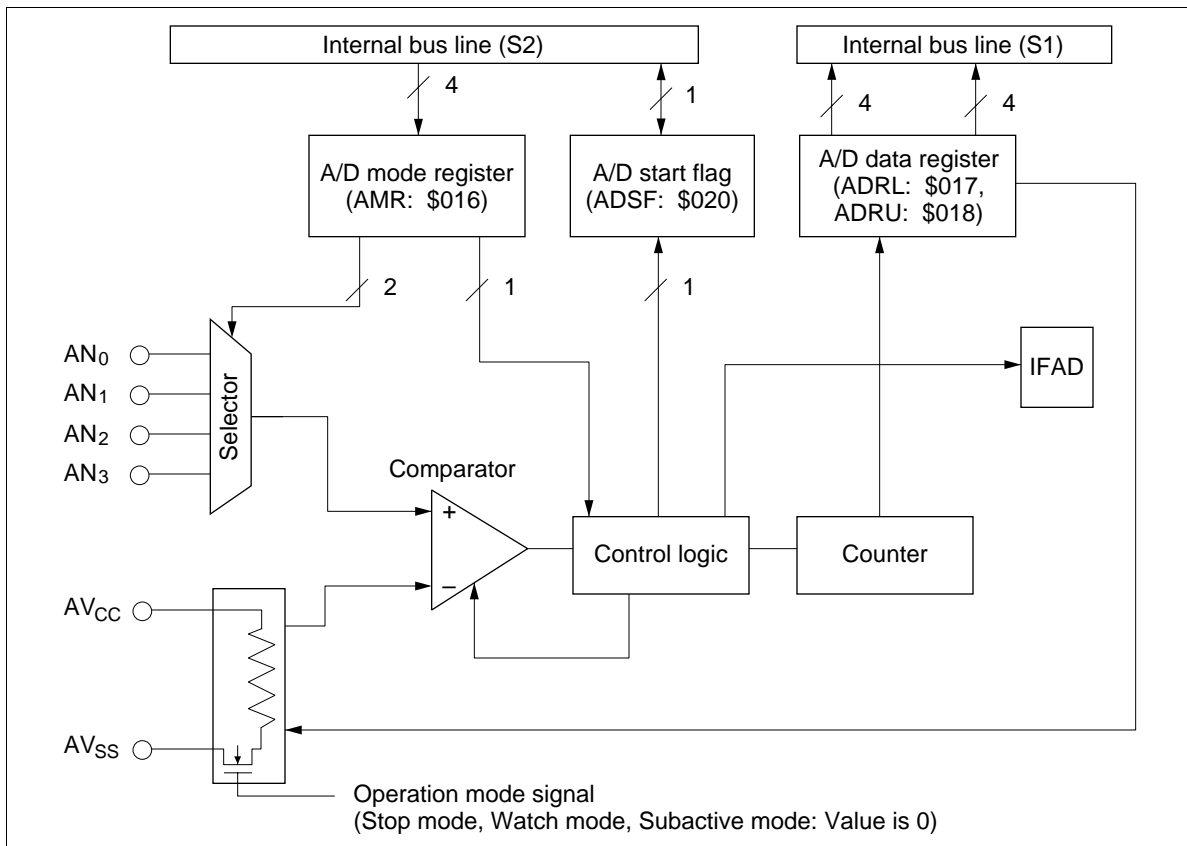 Internal bus line (S2)
Internal bus line (S1)
4
1
4
4
A/D mode register
(AMR: $016)
A/D start flag
(ADSF: $020)
A/D data register
(ADRL: $017,
ADRU: $018)
2
1
1
AN0
AN1
AN2
AN3
Selector
IFAD
Comparator
+
–
Control logic
Counter
AVCC
AVSS
Operation mode signal
(Stop mode, Watch mode, Subactive mode: Value is 0)